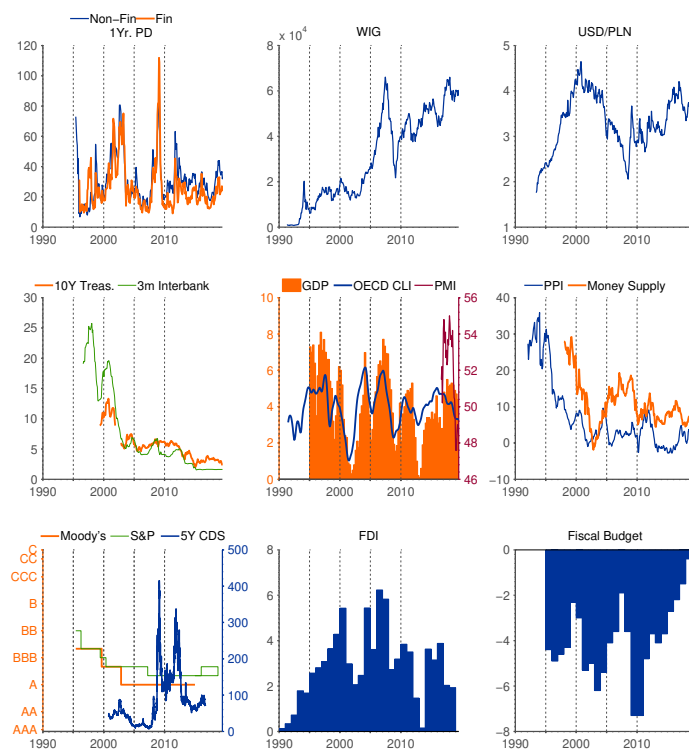 Non-Fin Fin
1Yr. PD
120
100
80
60
40
20
0
1990 2000 2010
× 10⁴
WIG
8
6
4
2
0
1990 2000 2010
USD/PLN
5
4
3
2
1
1990 2000 2010
10Y Treas. 3m Interbank
30
25
20
15
10
5
0
1990 2000 2010
GDP OECD CLI PMI
10
8
6
4
2
0
56
54
52
50
48
46
1990 2000 2010
PPI Money Supply
40
30
20
10
0
−10
1990 2000 2010
Moody's S&P 5Y CDS
C
CC
CCC
B
BB
BBB
A
AA
AAA
500
400
300
200
100
0
1990 2000 2010
FDI
8
6
4
2
0
1990 2000 2010
Fiscal Budget
0
−2
−4
−6
−8
1990 2000 2010